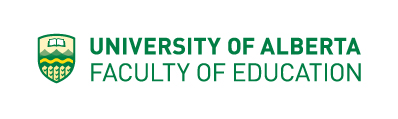 UNIVERSITY OF ALBERTA
FACULTY OF EDUCATION